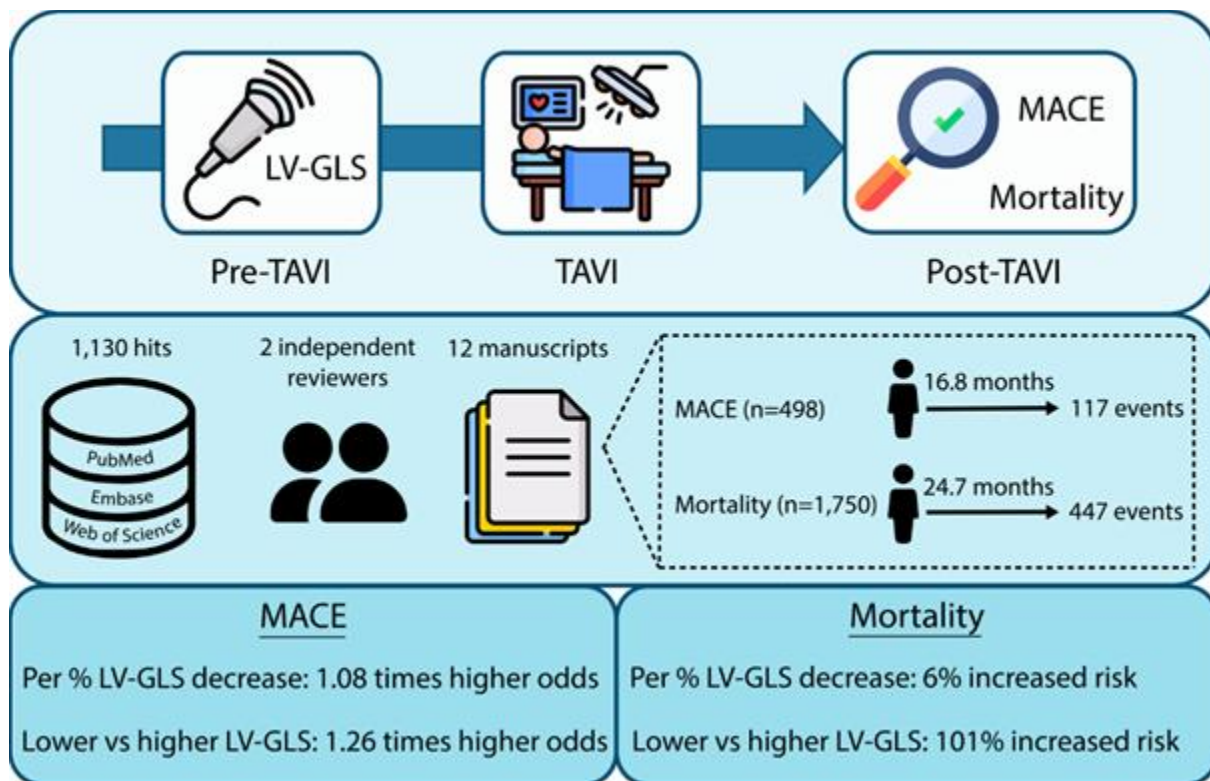 LV-GLS
MACE
Mortality
Pre-TAVI
TAVI
Post-TAVI
1,130 hits
PubMed
Embase
Web of Science
2 independent
reviewers
12 manuscripts
MACE (n=498)
16.8 months
117 events
Mortality (n=1,750)
24.7 months
447 events
MACE
Per % LV-GLS decrease: 1.08 times higher odds
Lower vs higher LV-GLS: 1.26 times higher odds
Mortality
Per % LV-GLS decrease: 6% increased risk
Lower vs higher LV-GLS: 101% increased risk